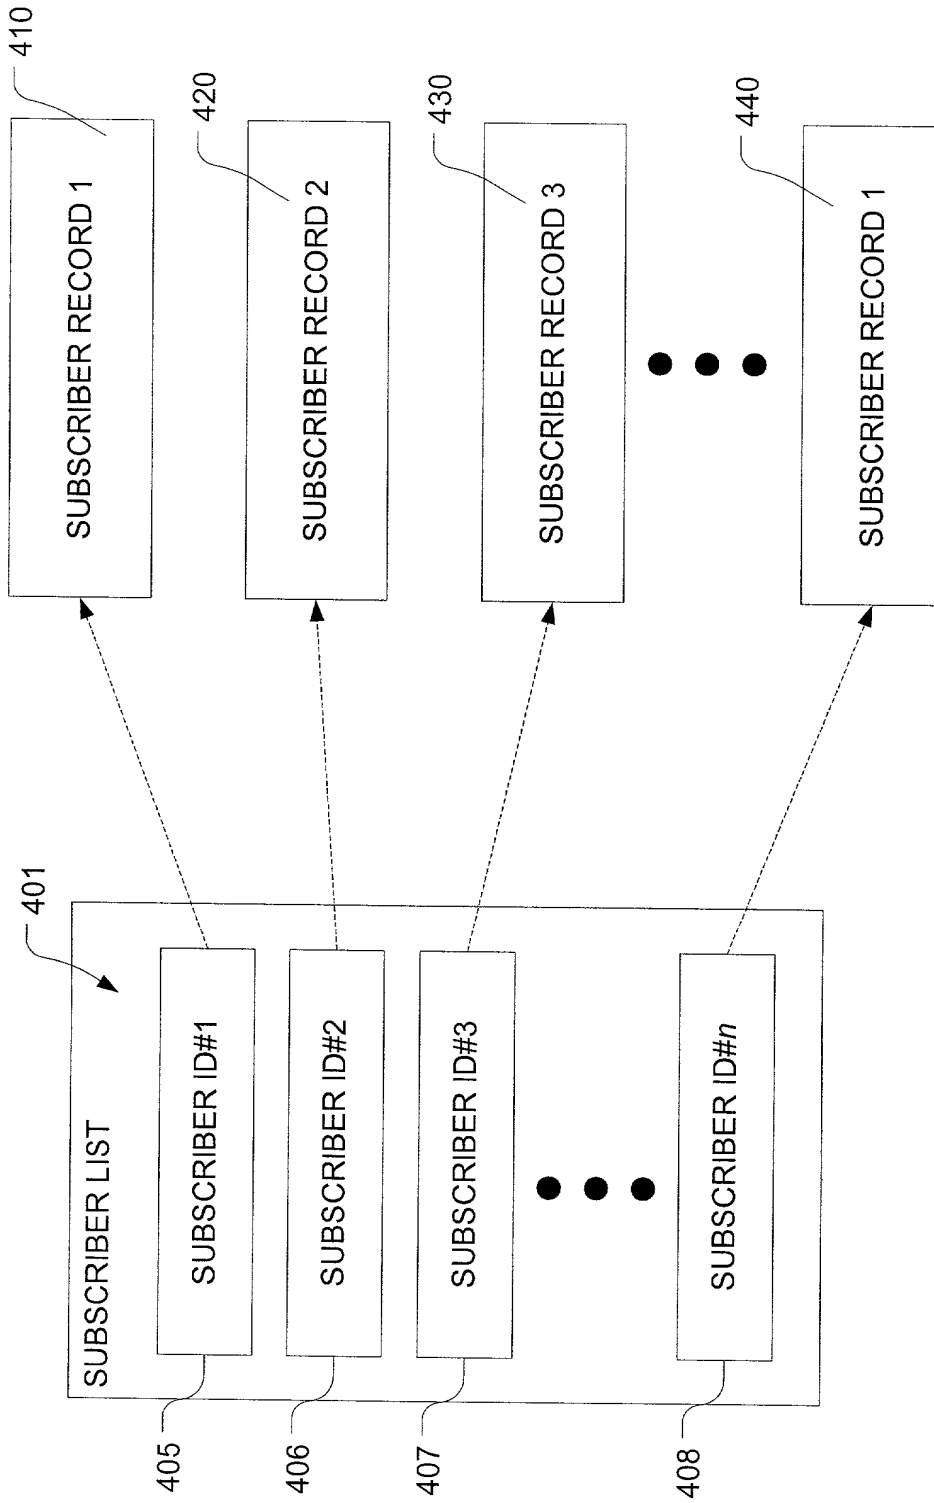 SUBSCRIBER LIST
401
405
SUBSCRIBER ID#1
406
SUBSCRIBER ID#2
407
SUBSCRIBER ID#3
408
SUBSCRIBER ID#n
SUBSCRIBER RECORD 1
410
SUBSCRIBER RECORD 2
420
SUBSCRIBER RECORD 3
430
SUBSCRIBER RECORD 1
440